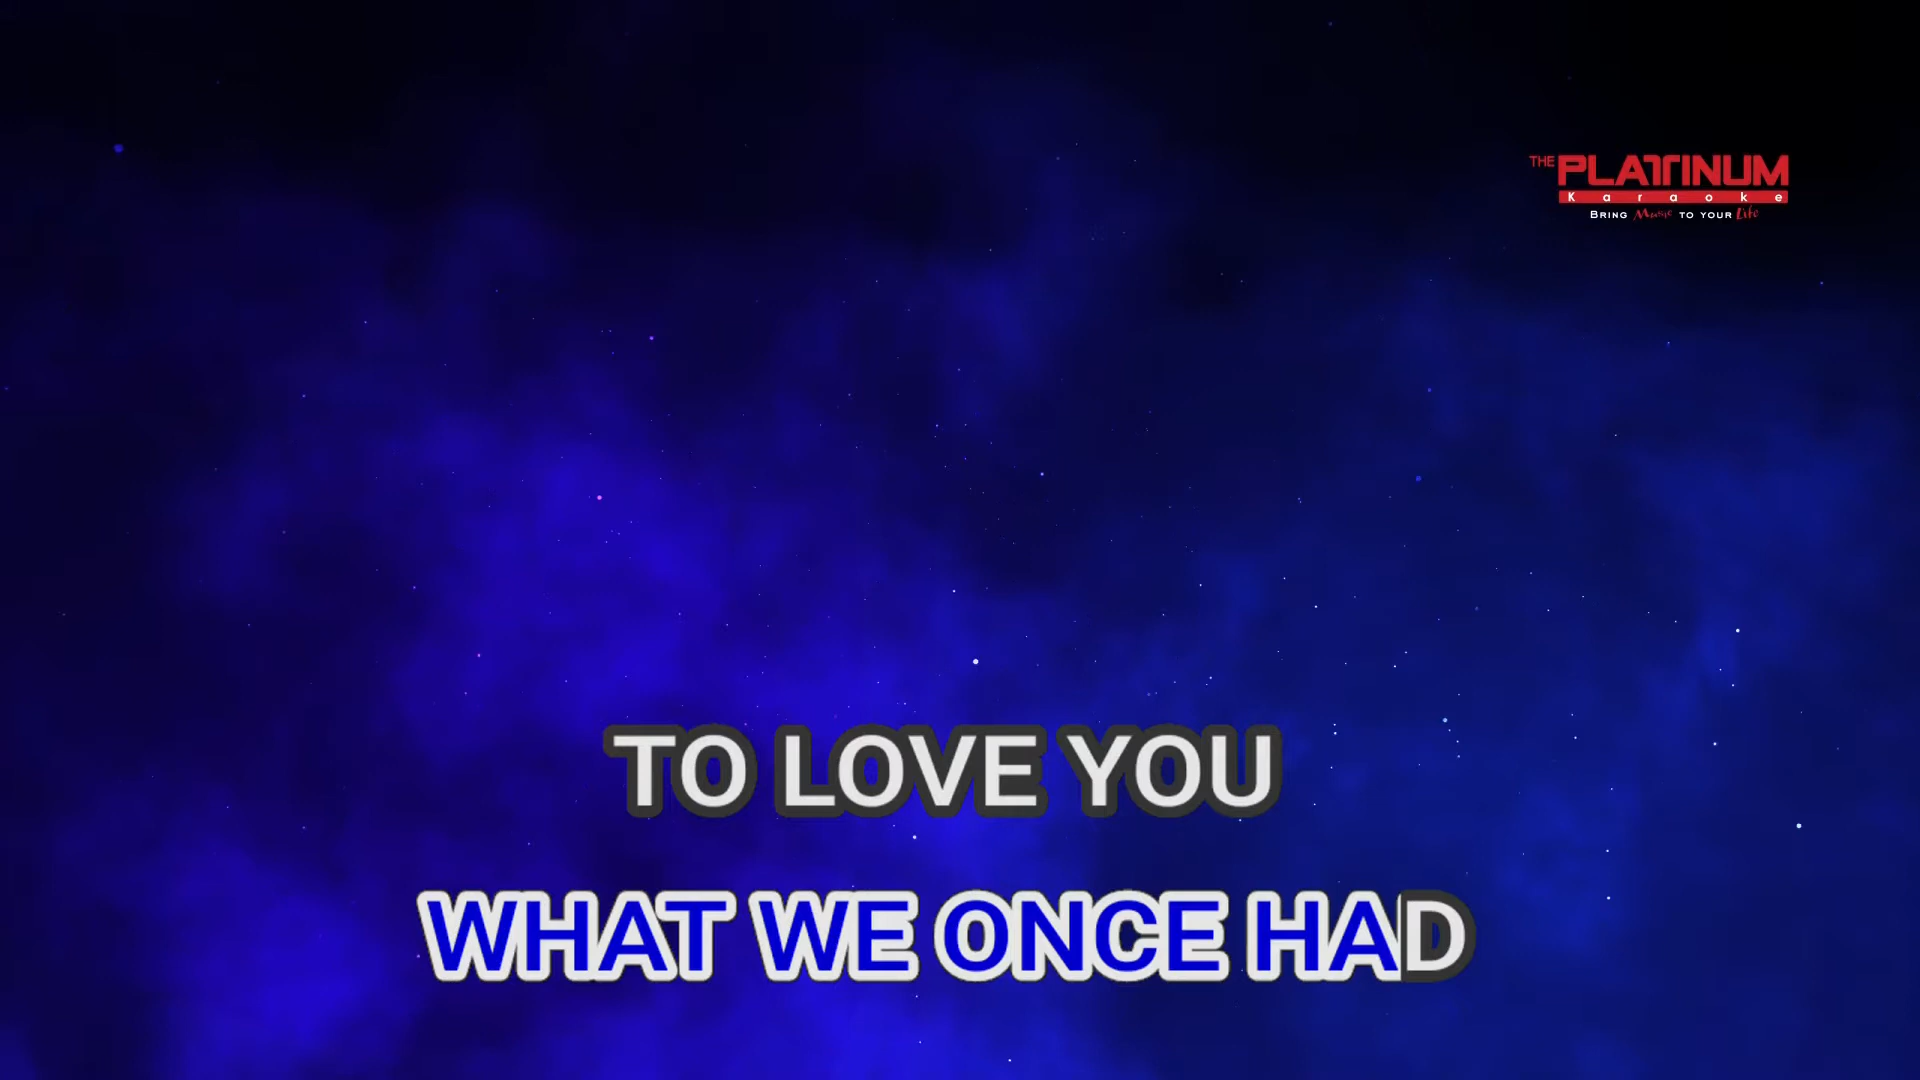 THE PLATINUM
Karaoke
BRING Music TO YOUR Life
TO LOVE YOU
WHAT WE ONCE HAD